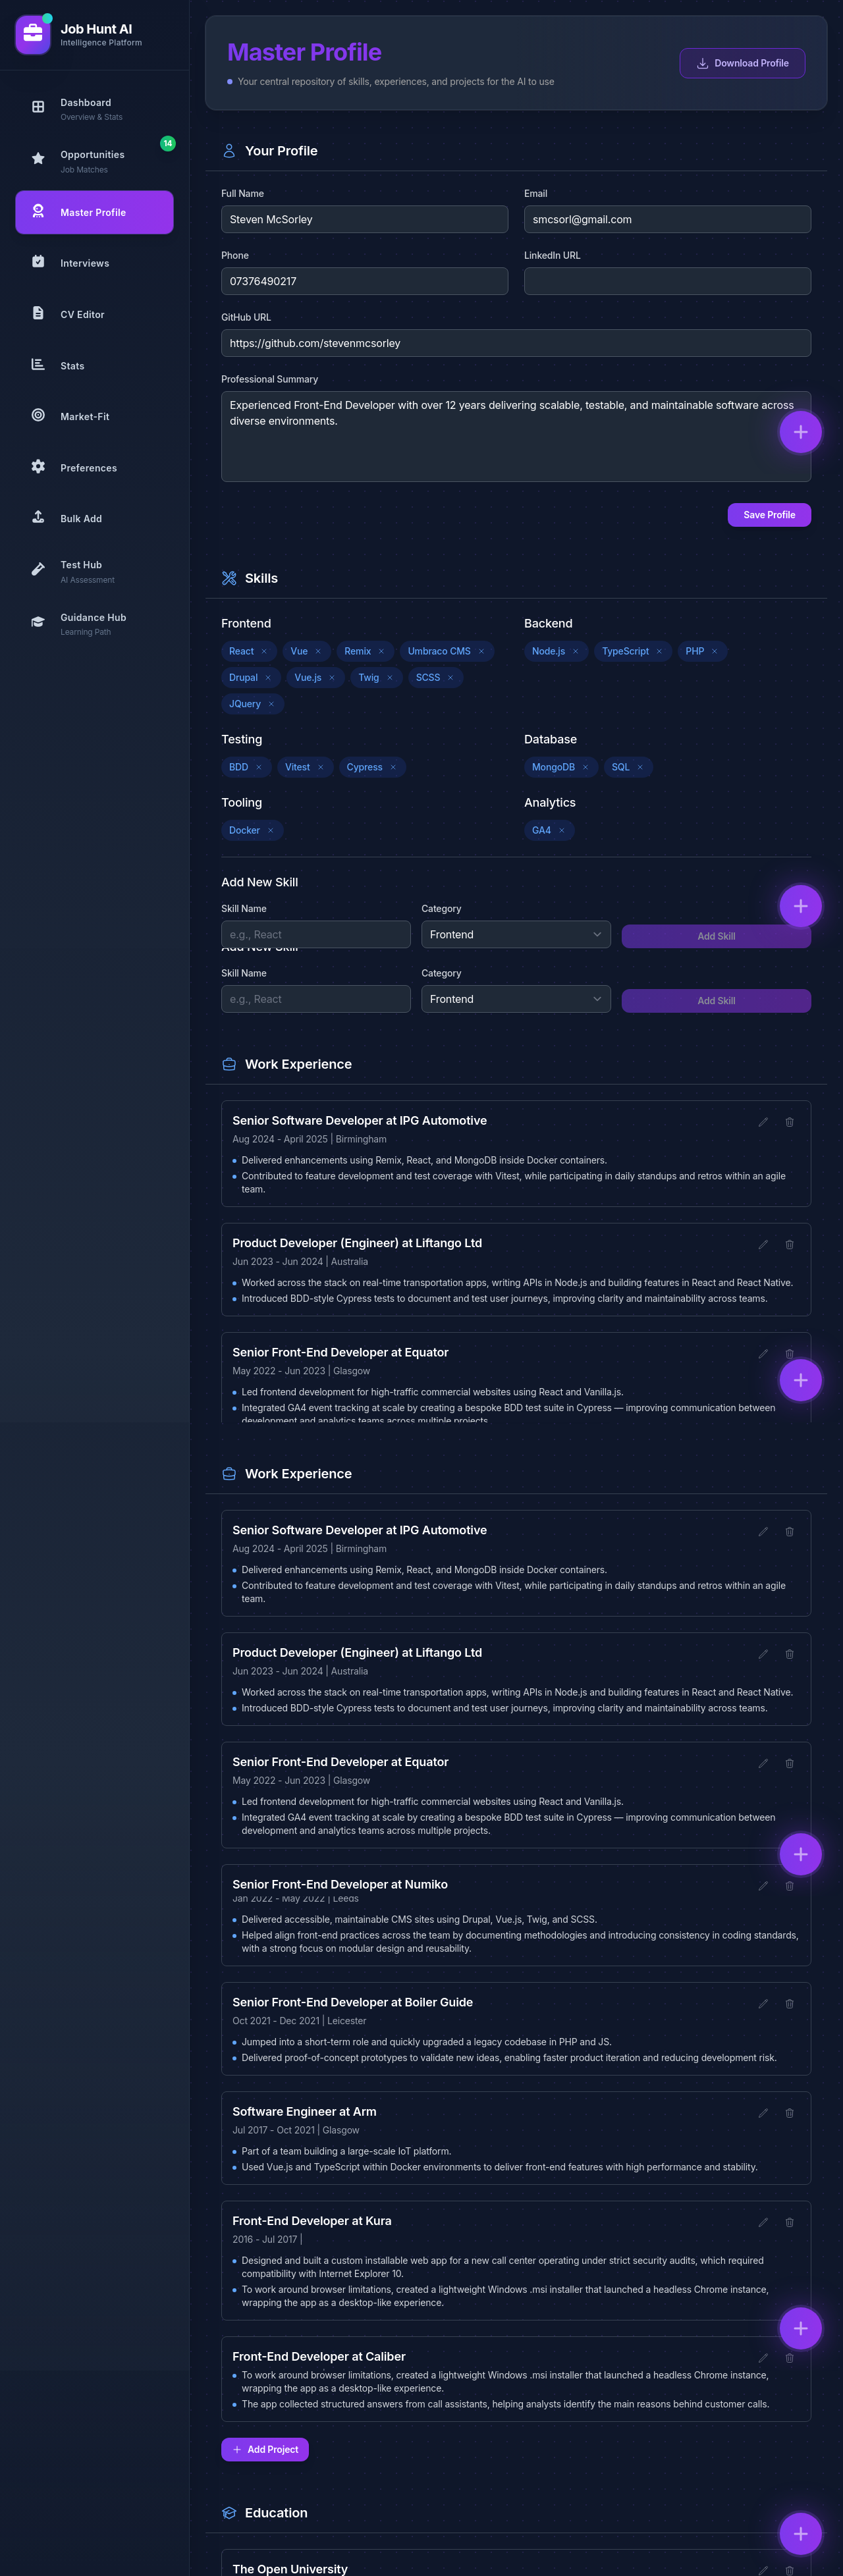 Job Hunt AI
Intelligence Platform
Dashboard
Overview & Stats
Opportunities
14
Job Matches
Master Profile
Interviews
CV Editor
Stats
Market-Fit
Preferences
Bulk Add
Test Hub
AI Assessment
Guidance Hub
Learning Path
Master Profile
Your central repository of skills, experiences, and projects for the AI to use
Download Profile
Your Profile
Full Name
Steven McSorley
Email
smcsorl@gmail.com
Phone
07376490217
LinkedIn URL
GitHub URL
https://github.com/stevenmcsorley
Professional Summary
Experienced Front-End Developer with over 12 years delivering scalable, testable, and maintainable software across
diverse environments.
Save Profile
Skills
Frontend
React × Vue × Remix × Umbraco CMS ×
Drupal × Vue.js × Twig × SCSS ×
JQuery ×
Backend
Node.js × TypeScript × PHP ×
Testing
BDD × Vitest × Cypress ×
Database
MongoDB × SQL ×
Tooling
Docker ×
Analytics
GA4 ×
Add New Skill
Skill Name
e.g., React
Category
Frontend
Add Skill
Add New Skill
Skill Name
e.g., React
Category
Frontend
Add Skill
Work Experience
Senior Software Developer at IPG Automotive
Aug 2024 - April 2025 | Birmingham
Delivered enhancements using Remix, React, and MongoDB inside Docker containers.
Contributed to feature development and test coverage with Vitest, while participating in daily standups and retros within an agile
team.
Product Developer (Engineer) at Liftango Ltd
Jun 2023 - Jun 2024 | Australia
Worked across the stack on real-time transportation apps, writing APIs in Node.js and building features in React and React Native.
Introduced BDD-style Cypress tests to document and test user journeys, improving clarity and maintainability across teams.
Senior Front-End Developer at Equator
May 2022 - Jun 2023 | Glasgow
Led frontend development for high-traffic commercial websites using React and Vanilla.js.
Integrated GA4 event tracking at scale by creating a bespoke BDD test suite in Cypress — improving communication between
development and analytics teams across multiple projects.
Work Experience
Senior Software Developer at IPG Automotive
Aug 2024 - April 2025 | Birmingham
Delivered enhancements using Remix, React, and MongoDB inside Docker containers.
Contributed to feature development and test coverage with Vitest, while participating in daily standups and retros within an agile
team.
Product Developer (Engineer) at Liftango Ltd
Jun 2023 - Jun 2024 | Australia
Worked across the stack on real-time transportation apps, writing APIs in Node.js and building features in React and React Native.
Introduced BDD-style Cypress tests to document and test user journeys, improving clarity and maintainability across teams.
Senior Front-End Developer at Equator
May 2022 - Jun 2023 | Glasgow
Led frontend development for high-traffic commercial websites using React and Vanilla.js.
Integrated GA4 event tracking at scale by creating a bespoke BDD test suite in Cypress — improving communication between
development and analytics teams across multiple projects.
Senior Front-End Developer at Numiko
Jan 2022 - May 2022 | Leeds
Delivered accessible, maintainable CMS sites using Drupal, Vue.js, Twig, and SCSS.
Helped align front-end practices across the team by documenting methodologies and introducing consistency in coding standards,
with a strong focus on modular design and reusability.
Senior Front-End Developer at Boiler Guide
Oct 2021 - Dec 2021 | Leicester
Jumped into a short-term role and quickly upgraded a legacy codebase in PHP and JS.
Delivered proof-of-concept prototypes to validate new ideas, enabling faster product iteration and reducing development risk.
Software Engineer at Arm
Jul 2017 - Oct 2021 | Glasgow
Part of a team building a large-scale IoT platform.
Used Vue.js and TypeScript within Docker environments to deliver front-end features with high performance and stability.
Front-End Developer at Kura
2016 - Jul 2017 |
Designed and built a custom installable web app for a new call center operating under strict security audits, which required
compatibility with Internet Explorer 10.
To work around browser limitations, created a lightweight Windows .msi installer that launched a headless Chrome instance,
wrapping the app as a desktop-like experience.
Front-End Developer at Caliber
To work around browser limitations, created a lightweight Windows .msi installer that launched a headless Chrome instance,
wrapping the app as a desktop-like experience.
The app collected structured answers from call assistants, helping analysts identify the main reasons behind customer calls.
Add Project
Education
The Open University